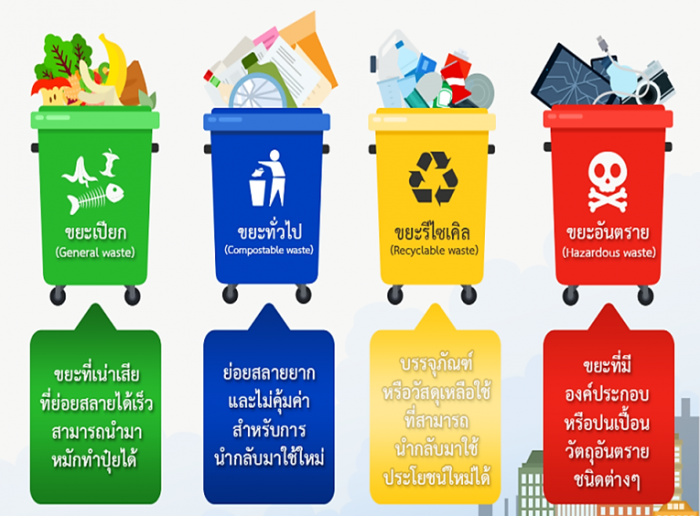 ขยะเปียก
(General waste)
ขยะทั่วไป
(Compostable waste)
ขยะรีไซเคิล
(Recyclable waste)
ขยะอันตราย
(Hazardous waste)
ขยะที่เน่าเสีย
ที่ย่อยสลายได้เร็ว
สามารถนำมา
หมักทำปุ๋ยได้
ย่อยสลายยาก
และไม่คุ้มค่า
สำหรับการ
นำกลับมาใช้ใหม่
บรรจุภัณฑ์
หรือวัสดุเหลือใช้
ที่สามารถ
นำกลับมาใช้
ประโยชน์ใหม่ได้
ขยะที่มี
องค์ประกอบ
หรือปนเปื้อน
วัตถุอันตราย
ชนิดต่างๆ